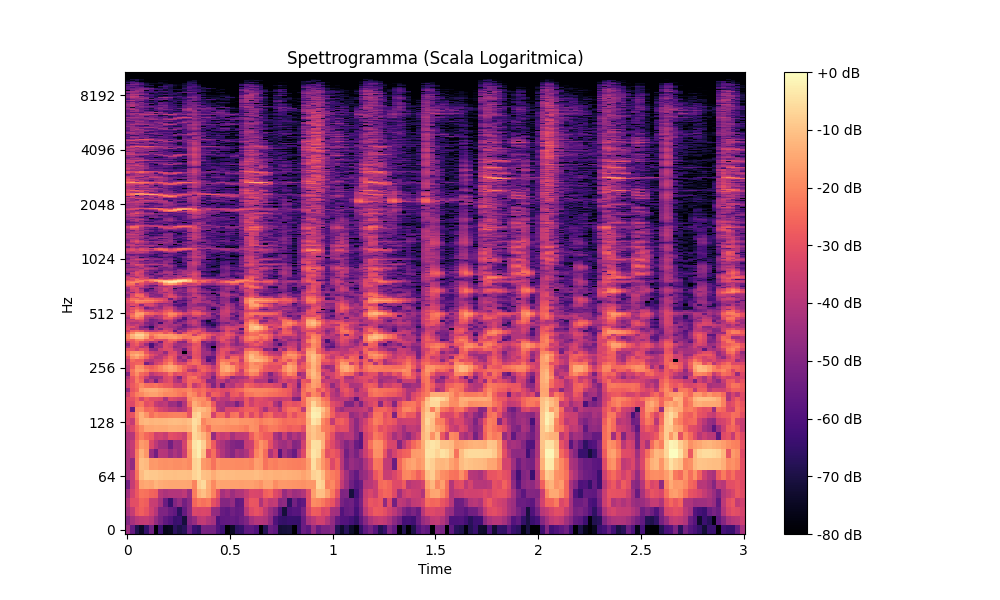 Spettrogramma (Scala Logaritmica)
Hz
8192
4096
2048
1024
512
256
128
64
0
0
0.5
1
1.5
2
2.5
3
Time
+0 dB
-10 dB
-20 dB
-30 dB
-40 dB
-50 dB
-60 dB
-70 dB
-80 dB